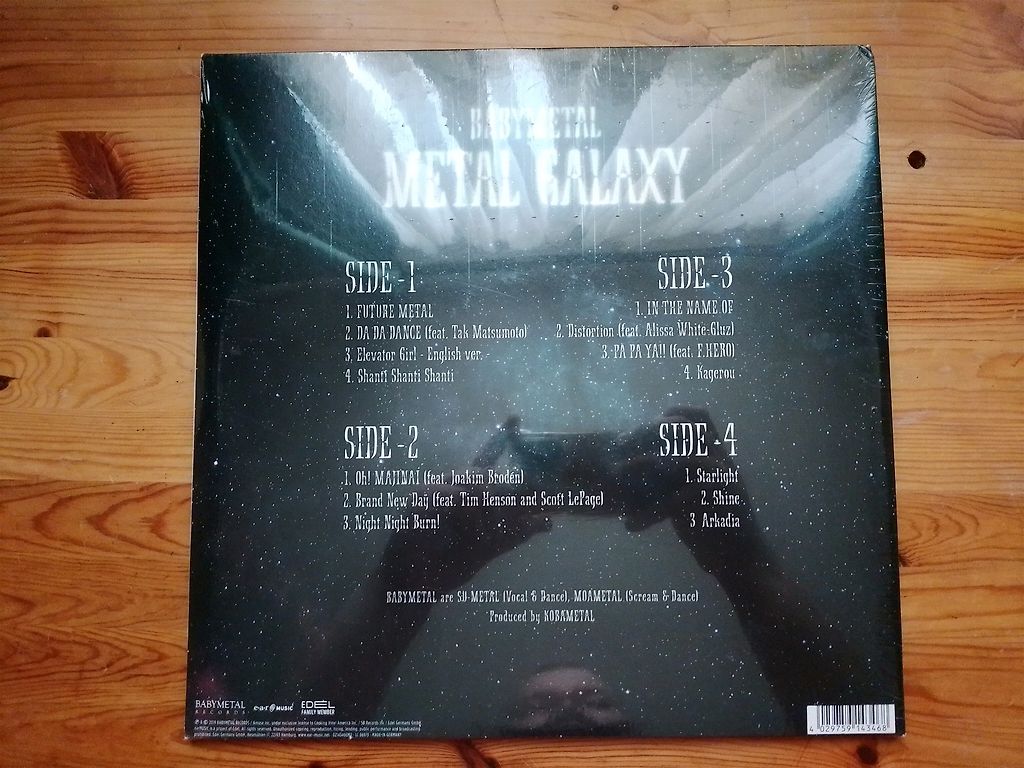 BABYMETAL
METAL GALAXY
SIDE -1
1. FUTURE METAL
2. DA DA DANCE (feat. Tak Matsumoto)
3. Elevator Girl - English ver.
4. Shanti Shanti Shanti
SIDE -2
1. Oh! MAJINAI (feat. Joakim Brodén)
2. Brand New Day (feat. Tim Henson and Scott LePage)
3. Night Night Burn!
SIDE -3
1. IN THE NAME OF
2. Distortion (feat. Alissa White-Gluz)
3. PA PA YA!! (feat. F.HERO)
4. Kagerou
SIDE -4
1. Starlight
2. Shine
3 Arkadia
BABYMETAL are SU-METAL (Vocal & Dance), MOAMETAL (Scream & Dance)
Produced by KOBAMETAL
BABYMETAL
RECORDS
e·a·r MUSIC
EDEL
FAMILY MEMBER
4 029759 143468